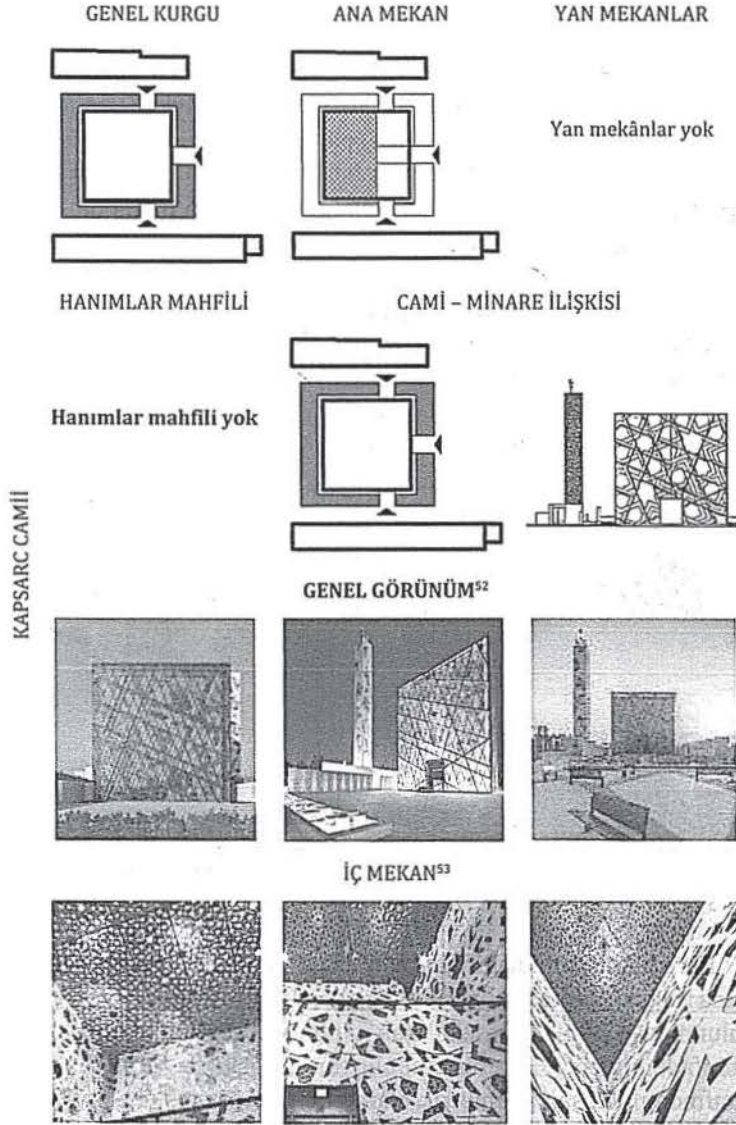 GENEL KURGU
ANA MEKAN
YAN MEKANLAR
Yan mekânlar yok
HANIMLAR MAHFİLİ
CAMİ – MİNARE İLİŞKİSİ
Hanımlar mahfili yok
KAPSARC CAMİİ
GENEL GÖRÜNÜM⁵²
İÇ MEKAN⁵³